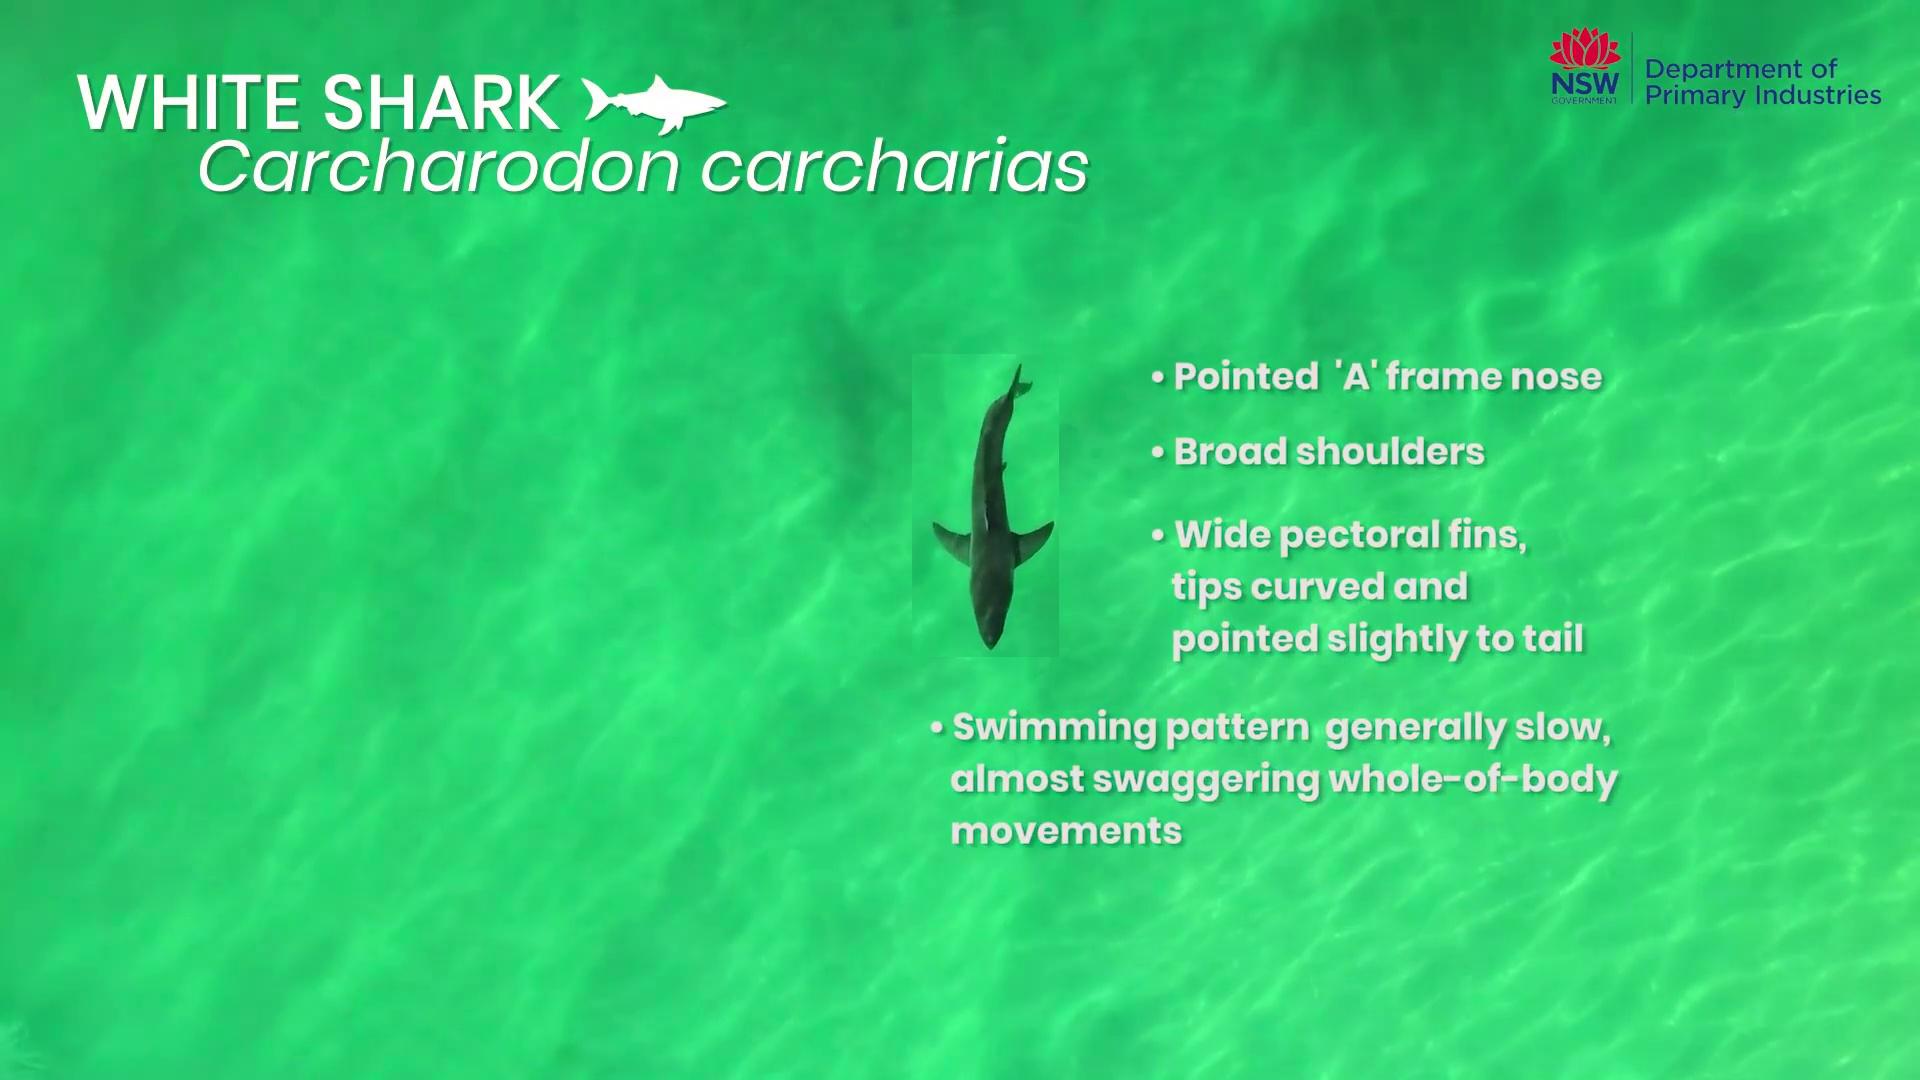 WHITE SHARK
Carcharodon carcharias
NSW
GOVERNMENT
Department of
Primary Industries
• Pointed 'A' frame nose
• Broad shoulders
• Wide pectoral fins,
tips curved and
pointed slightly to tail
• Swimming pattern generally slow,
almost swaggering whole-of-body
movements